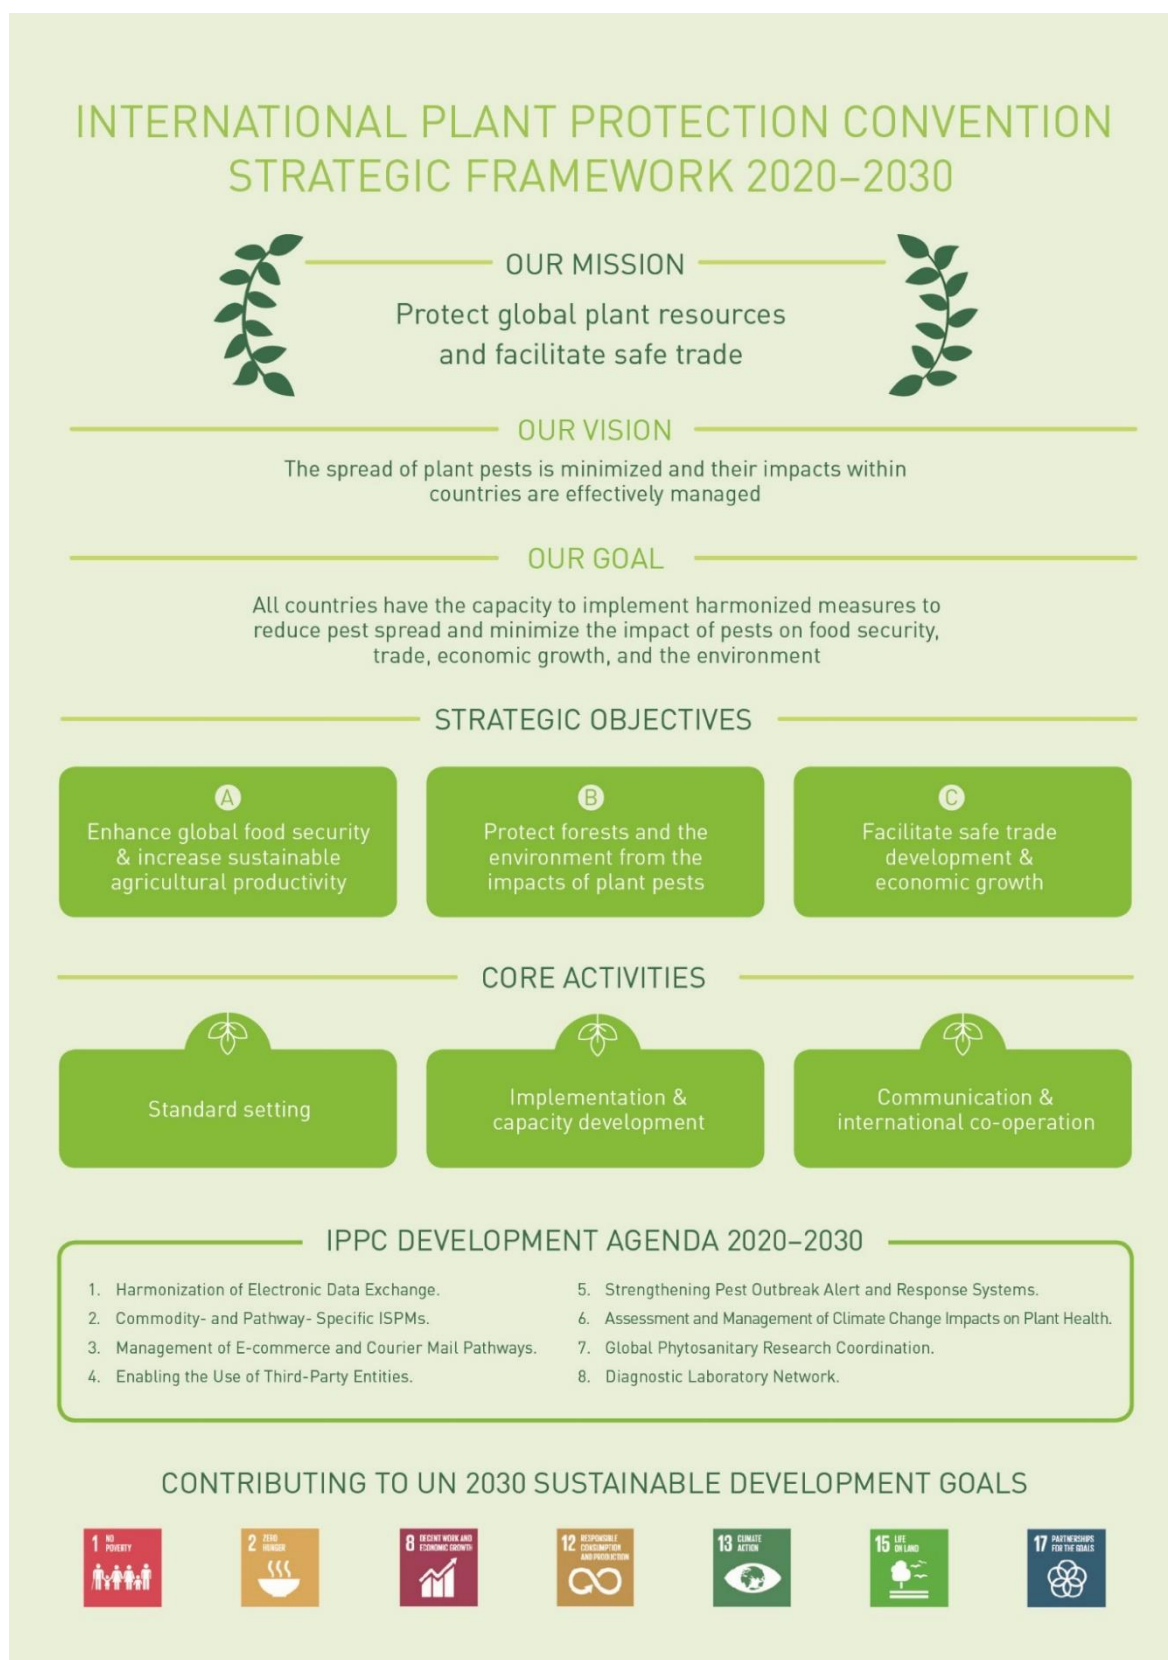 INTERNATIONAL PLANT PROTECTION CONVENTION
STRATEGIC FRAMEWORK 2020–2030
OUR MISSION
Protect global plant resources
and facilitate safe trade
OUR VISION
The spread of plant pests is minimized and their impacts within
countries are effectively managed
OUR GOAL
All countries have the capacity to implement harmonized measures to
reduce pest spread and minimize the impact of pests on food security,
trade, economic growth, and the environment
STRATEGIC OBJECTIVES
A
Enhance global food security
& increase sustainable
agricultural productivity
B
Protect forests and the
environment from the
impacts of plant pests
C
Facilitate safe trade
development &
economic growth
CORE ACTIVITIES
Standard setting
Implementation &
capacity development
Communication &
international co-operation
IPPC DEVELOPMENT AGENDA 2020–2030
1. Harmonization of Electronic Data Exchange.
2. Commodity- and Pathway- Specific ISPMs.
3. Management of E-commerce and Courier Mail Pathways.
4. Enabling the Use of Third-Party Entities.
5. Strengthening Pest Outbreak Alert and Response Systems.
6. Assessment and Management of Climate Change Impacts on Plant Health.
7. Global Phytosanitary Research Coordination.
8. Diagnostic Laboratory Network.
CONTRIBUTING TO UN 2030 SUSTAINABLE DEVELOPMENT GOALS
1 NO
POVERTY
2 ZERO
HUNGER
8 DECENT WORK AND
ECONOMIC GROWTH
12 RESPONSIBLE
CONSUMPTION
AND PRODUCTION
13 CLIMATE
ACTION
15 LIFE
ON LAND
17 PARTNERSHIPS
FOR THE GOALS